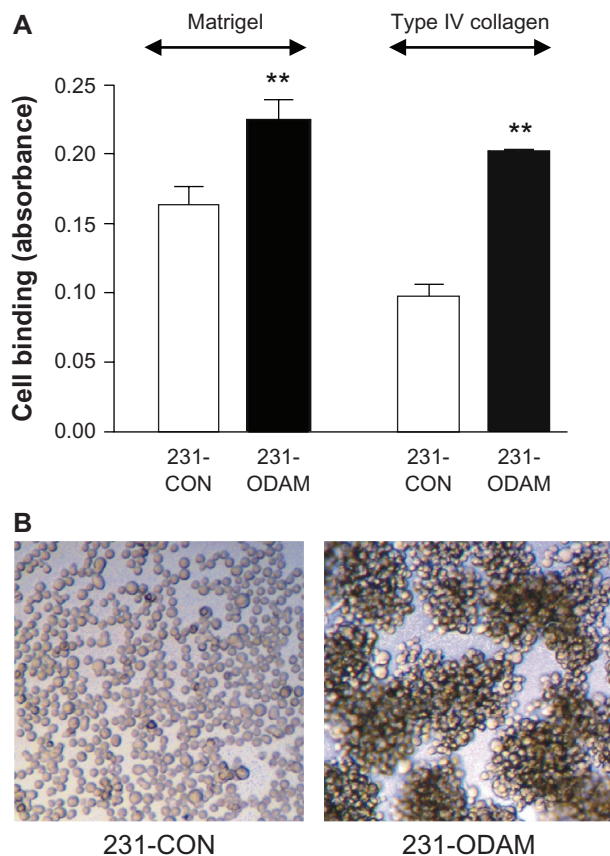 A
Matrigel Type IV collagen
** **
Cell binding (absorbance)
0.25
0.20
0.15
0.10
0.05
0.00
231- 231- 231- 231-
CON ODAM CON ODAM
B
231-CON 231-ODAM